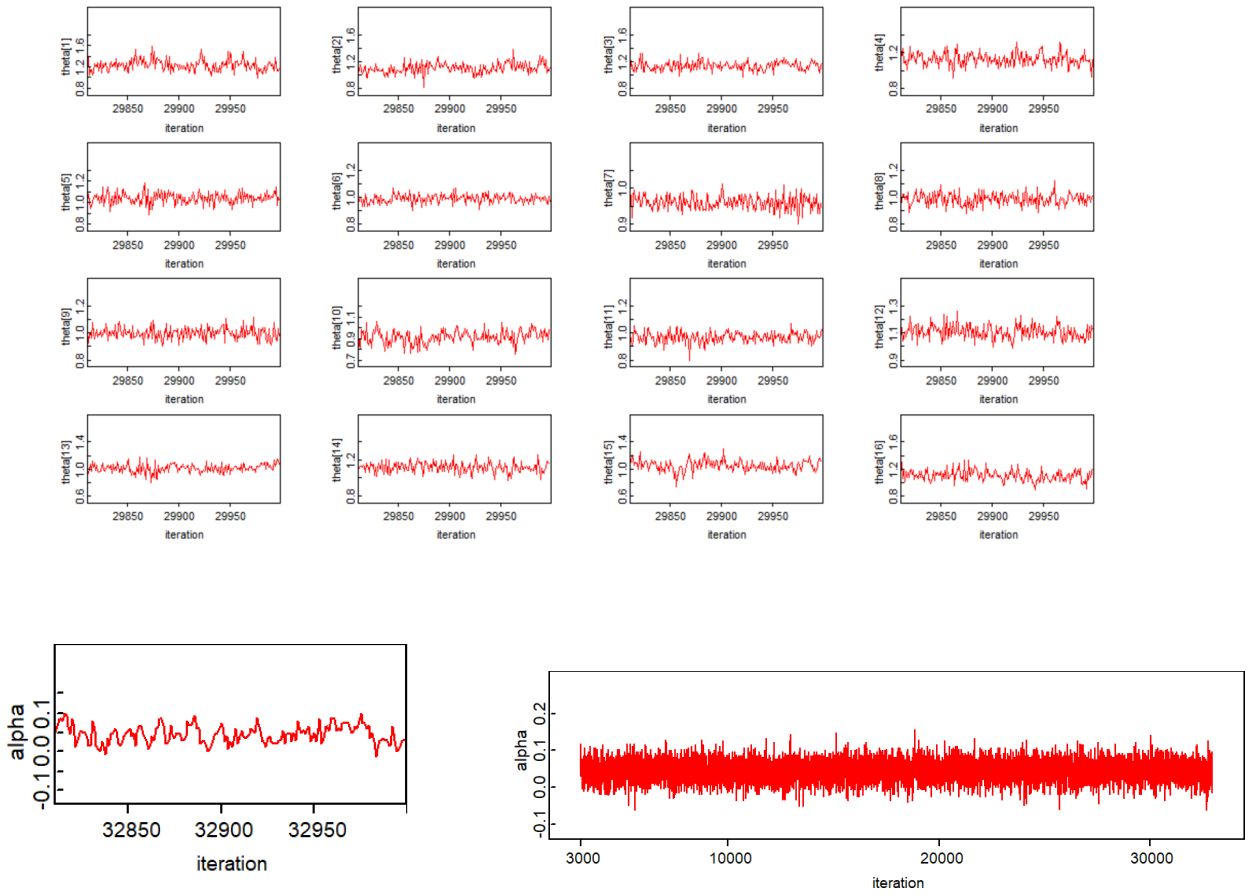 theta[1]
0.8 1.2 1.6
29850 29900 29950
iteration
theta[2]
0.8 1.2 1.6
29850 29900 29950
iteration
theta[3]
0.8 1.2 1.6
29850 29900 29950
iteration
theta[4]
0.8 1.2
29850 29900 29950
iteration
theta[5]
0.8 1.0 1.2
29850 29900 29950
iteration
theta[6]
0.8 1.0 1.2
29850 29900 29950
iteration
theta[7]
0.9 1.0
29850 29900 29950
iteration
theta[8]
0.8 1.0 1.2
29850 29900 29950
iteration
theta[9]
0.8 1.0 1.2
29850 29900 29950
iteration
theta[10]
0.7 0.9 1.1
29850 29900 29950
iteration
theta[11]
0.8 1.0 1.2
29850 29900 29950
iteration
theta[12]
0.9 1.1 1.3
29850 29900 29950
iteration
theta[13]
0.6 1.0 1.4
29850 29900 29950
iteration
theta[14]
0.8 1.2
29850 29900 29950
iteration
theta[15]
0.6 1.0 1.4
29850 29900 29950
iteration
theta[16]
0.8 1.2 1.6
29850 29900 29950
iteration
alpha
-0.1 0.0 0.1
32850 32900 32950
iteration
alpha
-0.1 0.0 0.1 0.2
3000 10000 20000 30000
iteration